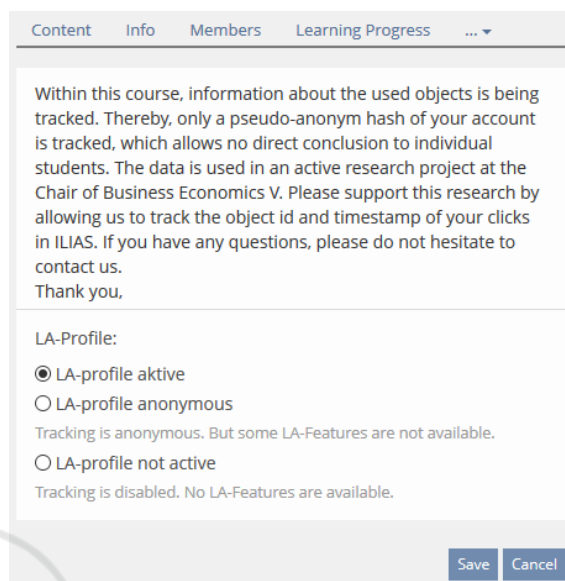 Content Info Members Learning Progress ...
Within this course, information about the used objects is being
tracked. Thereby, only a pseudo-anonym hash of your account
is tracked, which allows no direct conclusion to individual
students. The data is used in an active research project at the
Chair of Business Economics V. Please support this research by
allowing us to track the object id and timestamp of your clicks
in ILIAS. If you have any questions, please do not hesitate to
contact us.
Thank you,
LA-Profile:
LA-profile aktive
LA-profile anonymous
Tracking is anonymous. But some LA-Features are not available.
LA-profile not active
Tracking is disabled. No LA-Features are available.
Save Cancel